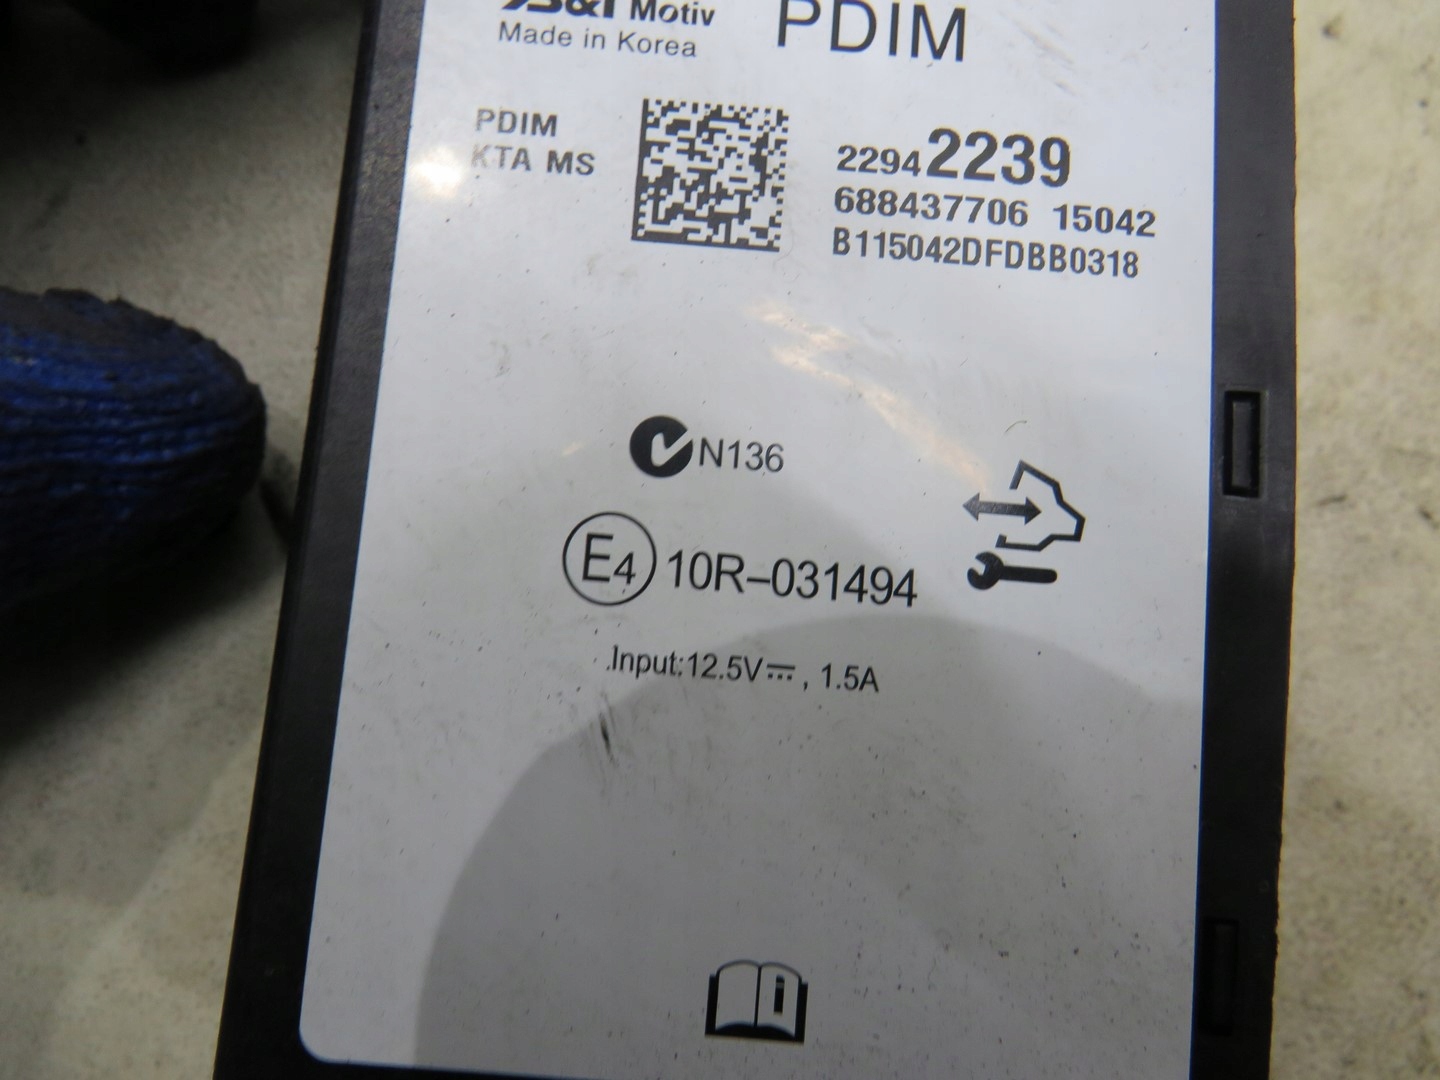 S&T Motiv
PDIM
Made in Korea
PDIM
KTA MS
22942239
688437706 15042
B115042DFDBB0318
N136
E4 10R-031494
Input:12.5V⎓, 1.5A
i